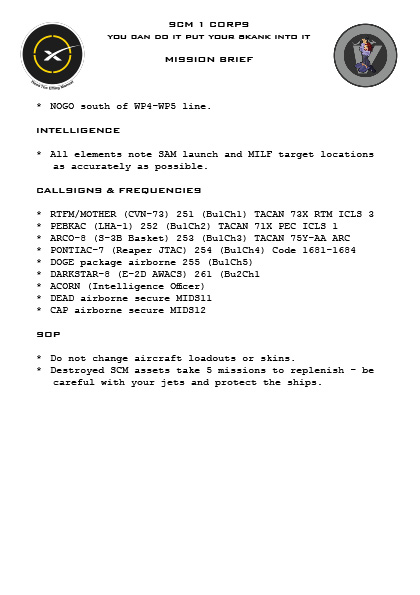 SCM 1 CORPS
YOU CAN DO IT PUT YOUR SKANK INTO IT
MISSION BRIEF
* NOGO south of WP4-WP5 line.
INTELLIGENCE
* All elements note SAM launch and MILF target locations
as accurately as possible.
CALLSIGNS & FREQUENCIES
* RTFM/MOTHER (CVN-73) 251 (BulCh1) TACAN 73X RTM ICLS 3
* PEBKAC (LHA-1) 252 (BulCh2) TACAN 71X PEC ICLS 1
* ARCO-8 (S-3B Basket) 253 (BulCh3) TACAN 75Y-AA ARC
* PONTIAC-7 (Reaper JTAC) 254 (BulCh4) Code 1681-1684
* DOGE package airborne 255 (BulCh5)
* DARKSTAR-8 (E-2D AWACS) 261 (Bu2Ch1
* ACORN (Intelligence Officer)
* DEAD airborne secure MIDS11
* CAP airborne secure MIDS12
SOP
* Do not change aircraft loadouts or skins.
* Destroyed SCM assets take 5 missions to replenish – be
careful with your jets and protect the ships.